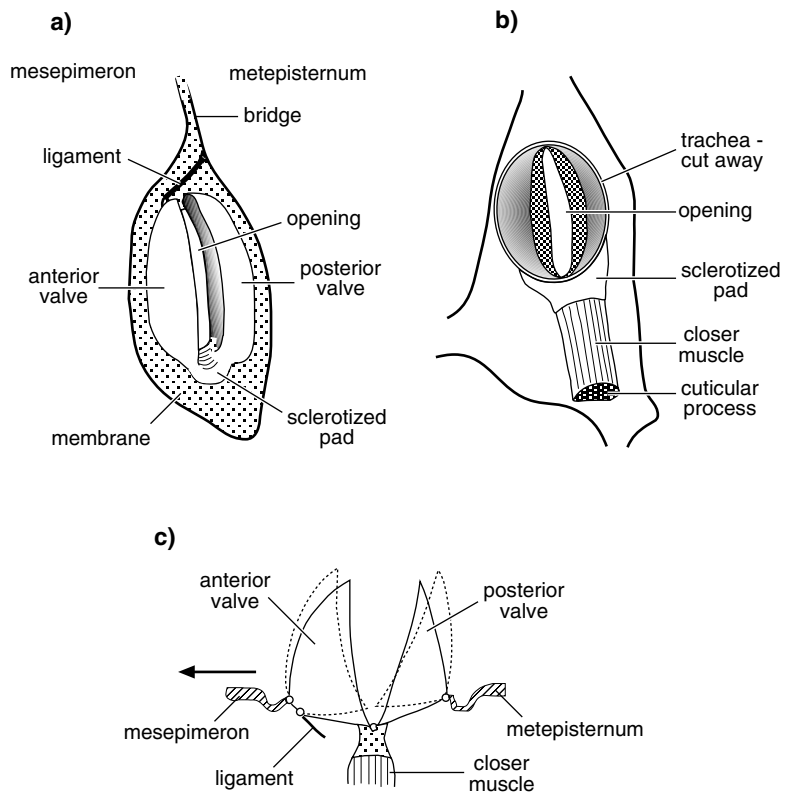 a)
mesepimeron
metepisternum
bridge
ligament
opening
anterior
valve
posterior
valve
sclerotized
pad
membrane
b)
trachea -
cut away
opening
sclerotized
pad
closer
muscle
cuticular
process
c)
anterior
valve
posterior
valve
mesepimeron
metepisternum
ligament
closer
muscle